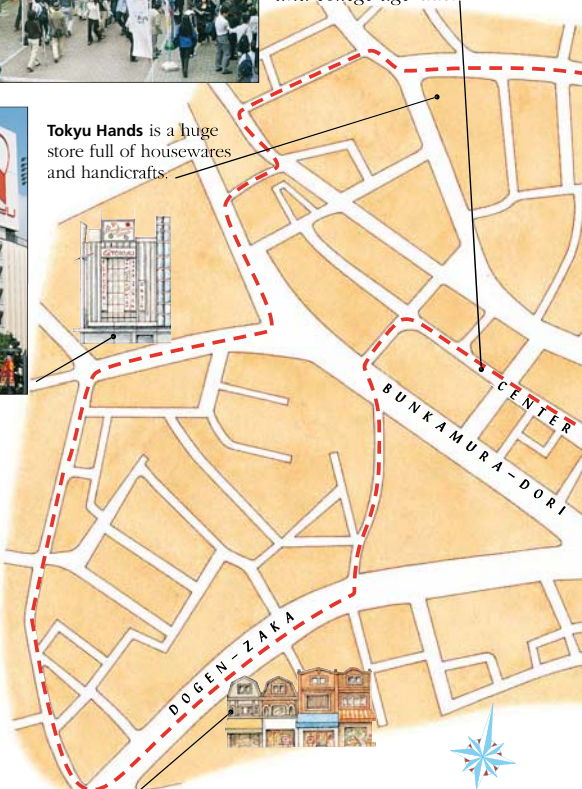 Tokyu Hands is a huge
store full of housewares
and handicrafts.
CENTER
BUNKAMURA-DORI
DOGEN-ZAKA